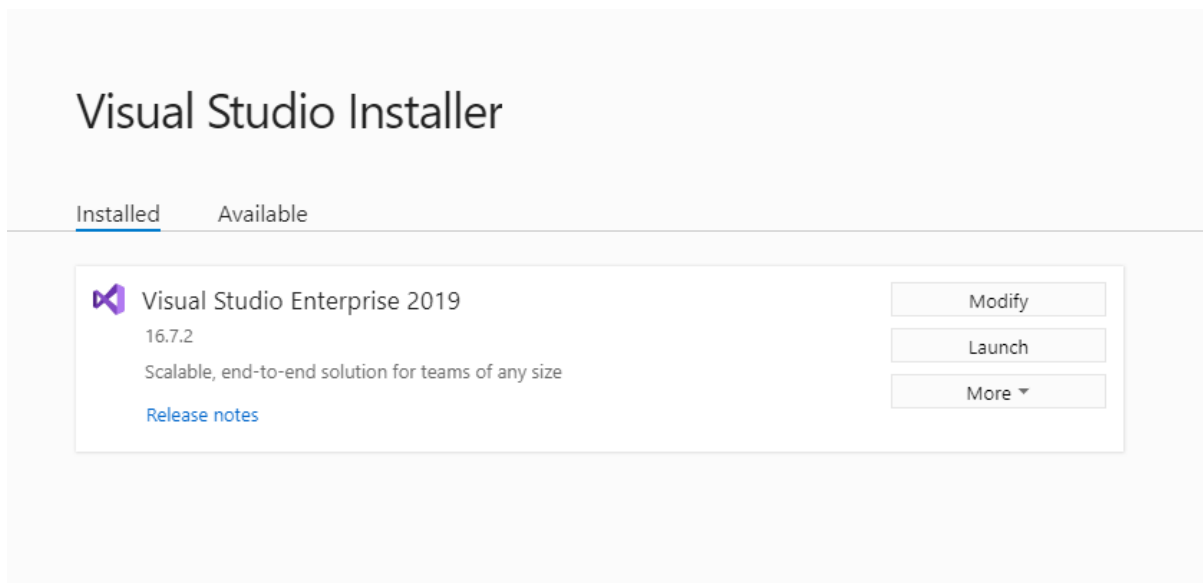 Visual Studio Installer
Installed Available
Visual Studio Enterprise 2019
16.7.2
Scalable, end-to-end solution for teams of any size
Release notes
Modify
Launch
More